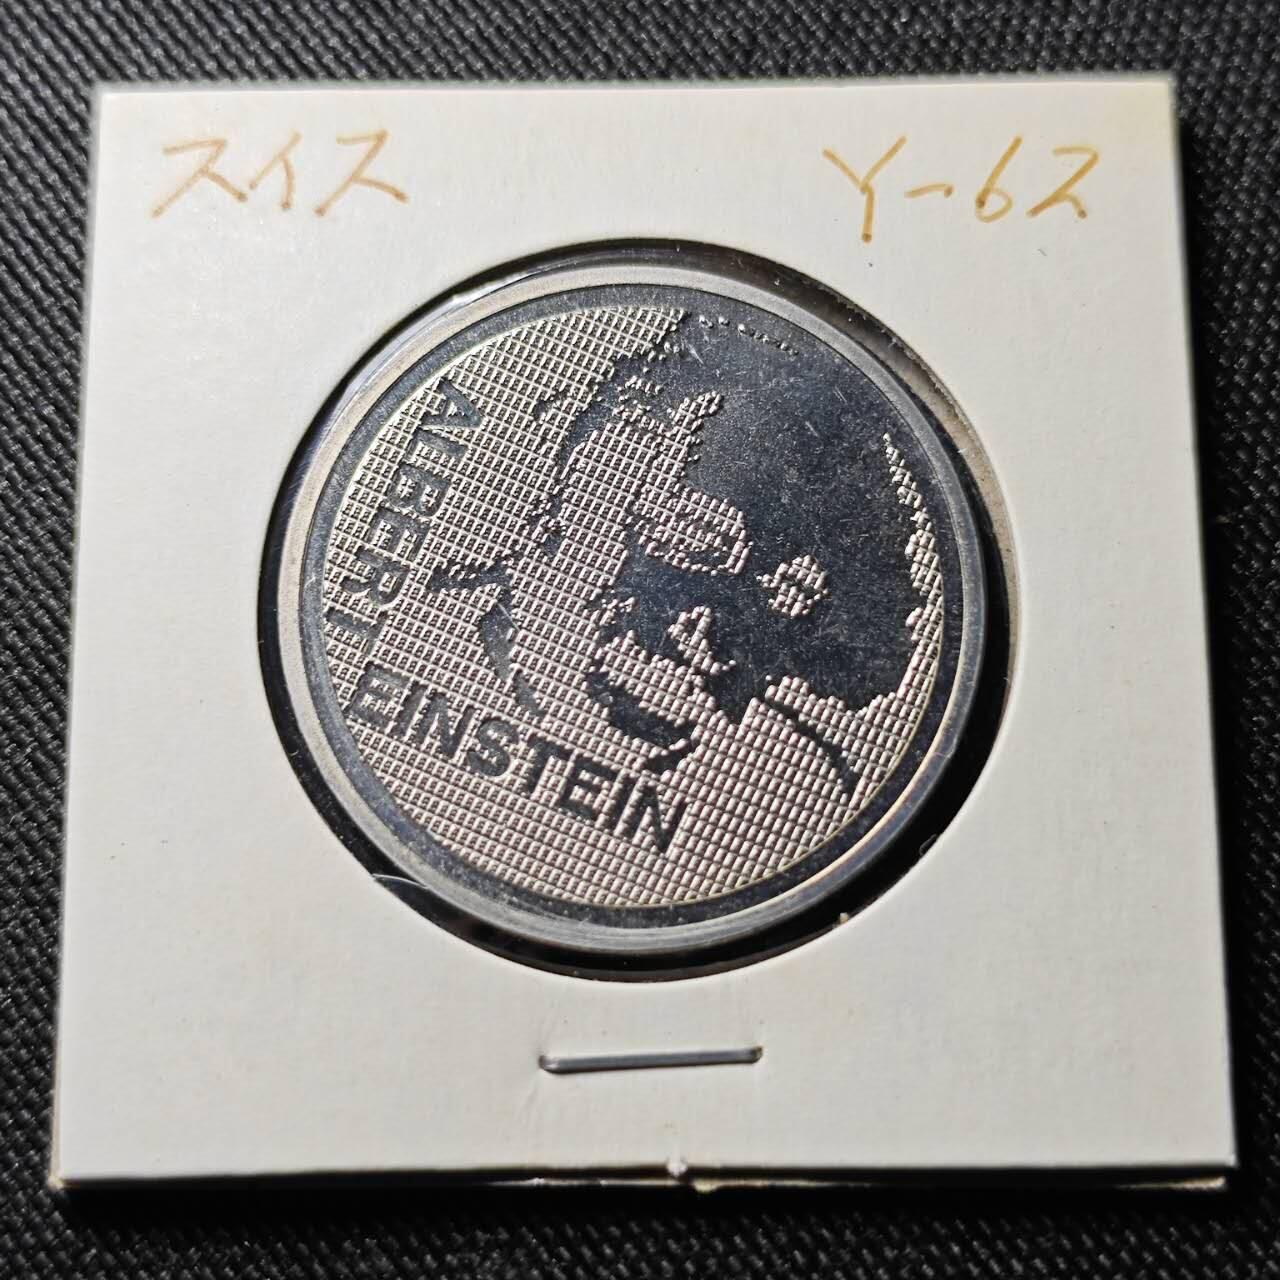 スイス
Y-62
ALBERT
EINSTEIN